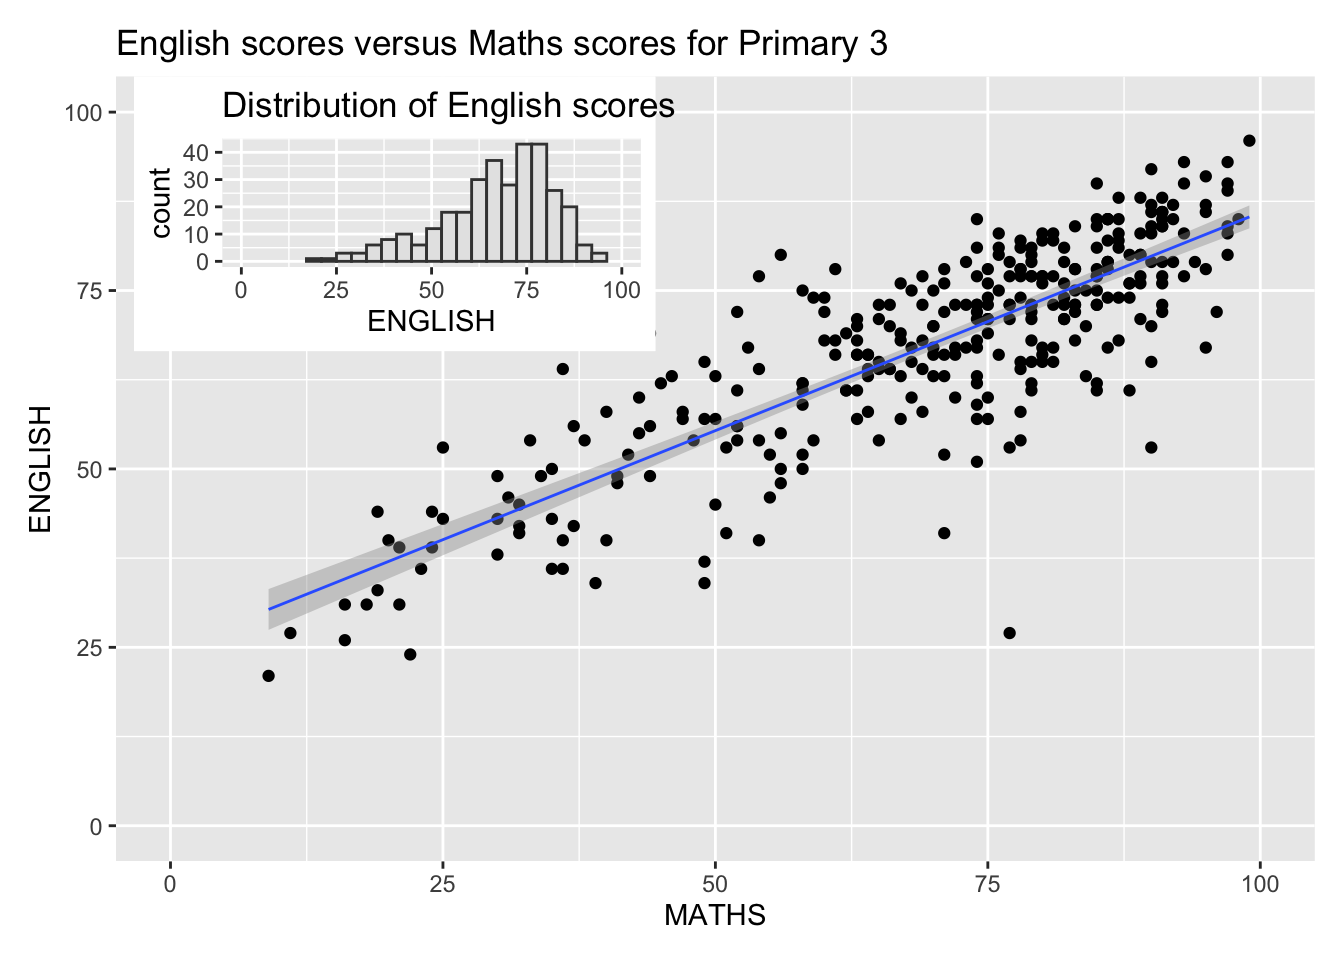 English scores versus Maths scores for Primary 3
Distribution of English scores
count
40
30
20
10
0
0 25 50 75 100
ENGLISH
ENGLISH
100
75
50
25
0
0 25 50 75 100
MATHS